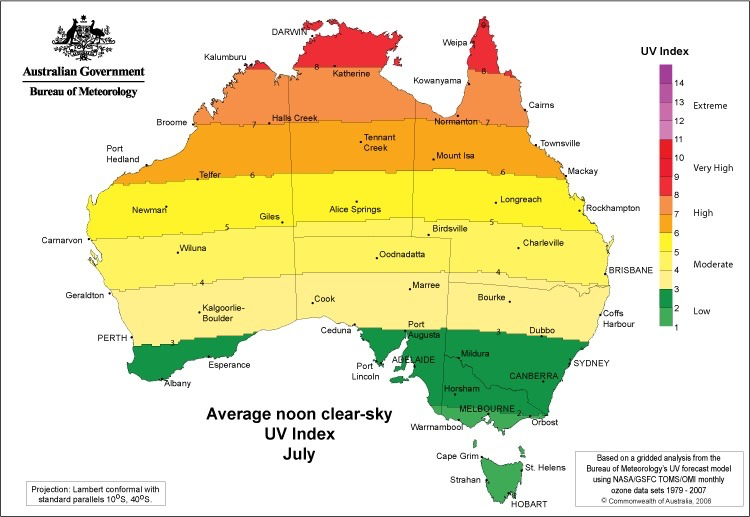 Australian Government
Bureau of Meteorology
DARWIN
Weipa
Kalumburu
8
8
Katherine
Kowanyama
Cairns
Broome
7
Halls Creek
Normanton
7
Tennant
Creek
Townsville
Port
Hedland
Mount Isa
Mackay
Telfer
6
6
Newman
Alice Springs
Longreach
Rockhampton
Giles
5
5
Birdsville
Carnarvon
Wiluna
Charleville
Oodnadatta
BRISBANE
4
4
Geraldton
Marree
Bourke
Cook
Kalgoorlie-
Boulder
Coffs
Harbour
Ceduna
Port
Augusta
3
Dubbo
PERTH
3
Esperance
Mildura
SYDNEY
ADELAIDE
Port
Lincoln
CANBERRA
Albany
Horsham
MELBOURNE
2
Orbost
Warrnambool
Cape Grim
St. Helens
Strahan
HOBART
UV Index
14
13
12
11
10
9
8
7
6
5
4
3
2
1
Extreme
Very High
High
Moderate
Low
Average noon clear-sky
UV Index
July
Projection: Lambert conformal with
standard parallels 10°S, 40°S.
Based on a gridded analysis from the
Bureau of Meteorology's UV forecast model
using NASA/GSFC TOMS/OMI monthly
ozone data sets 1979 - 2007
© Commonwealth of Australia, 2008